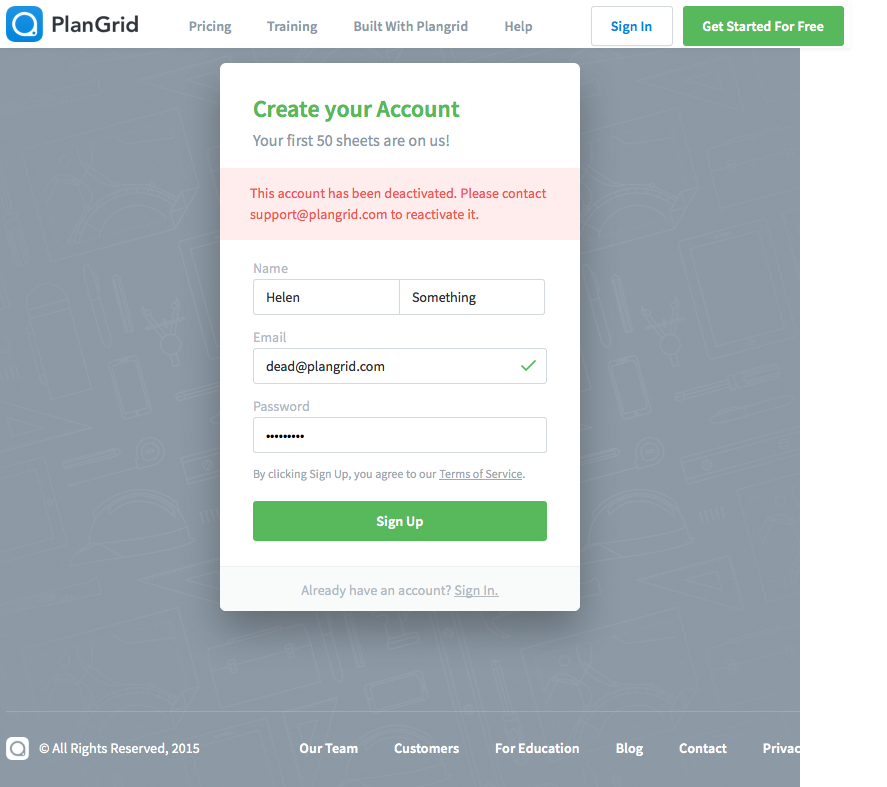 PlanGrid Pricing Training Built With Plangrid Help Sign In Get Started For Free
Create your Account
Your first 50 sheets are on us!
This account has been deactivated. Please contact
support@plangrid.com to reactivate it.
Name
Helen Something
Email
dead@plangrid.com
Password
•••••••••
By clicking Sign Up, you agree to our Terms of Service.
Sign Up
Already have an account? Sign In.
© All Rights Reserved, 2015 Our Team Customers For Education Blog Contact Privac